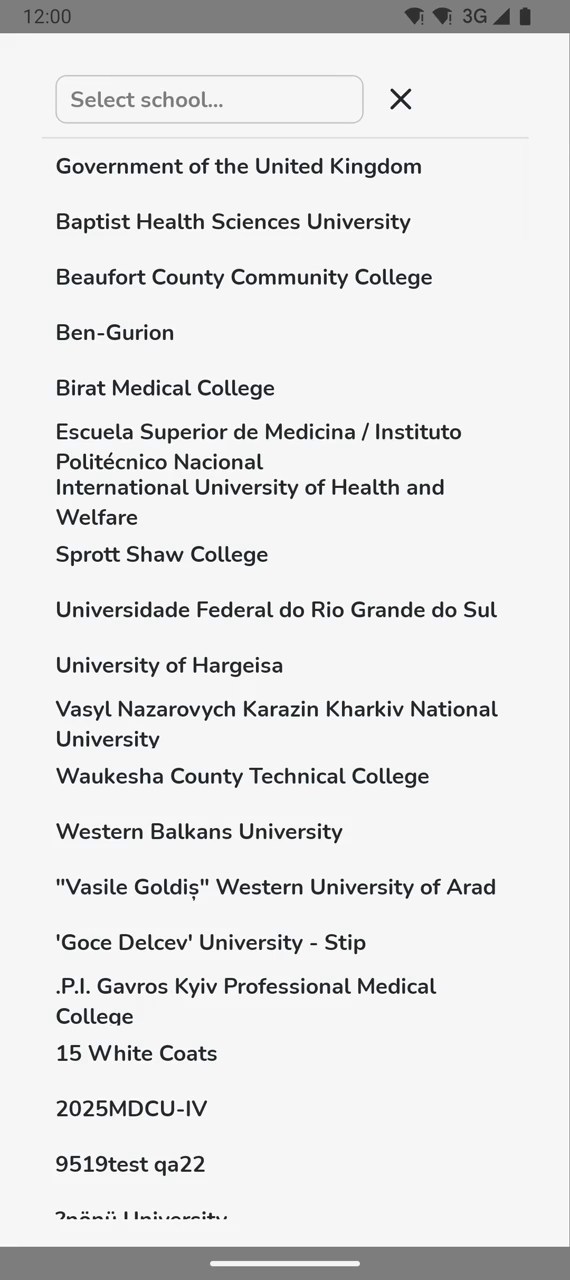 12:00
3G
Select school...
Government of the United Kingdom
Baptist Health Sciences University
Beaufort County Community College
Ben-Gurion
Birat Medical College
Escuela Superior de Medicina / Instituto
Politécnico Nacional
International University of Health and
Welfare
Sprott Shaw College
Universidade Federal do Rio Grande do Sul
University of Hargeisa
Vasyl Nazarovych Karazin Kharkiv National
University
Waukesha County Technical College
Western Balkans University
"Vasile Goldiș" Western University of Arad
'Goce Delcev' University - Stip
.P.I. Gavros Kyiv Professional Medical
College
15 White Coats
2025MDCU-IV
9519test qa22
?nönü University